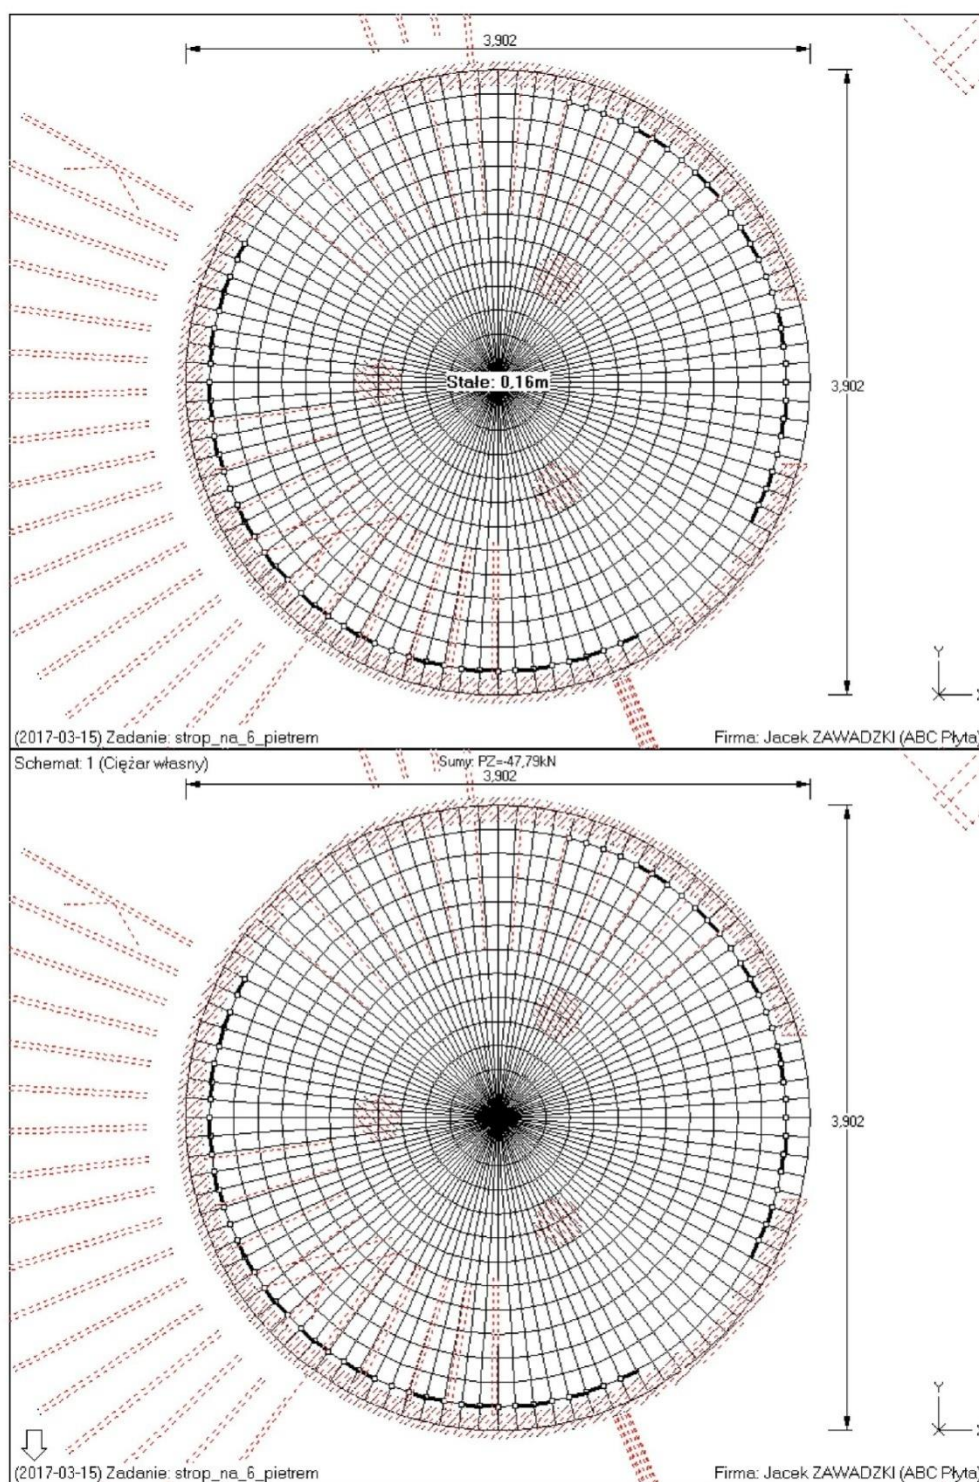 3,902
3,902
Stałe: 0,16m
Y
X
(2017-03-15) Zadanie: strop_na_6_pietrem Firma: Jacek ZAWADZKI (ABC Płyta)
Schemat: 1 (Ciężar własny) Sumy: PZ=-47,79kN
3,902
3,902
Y
X
(2017-03-15) Zadanie: strop_na_6_pietrem Firma: Jacek ZAWADZKI (ABC Płyta)